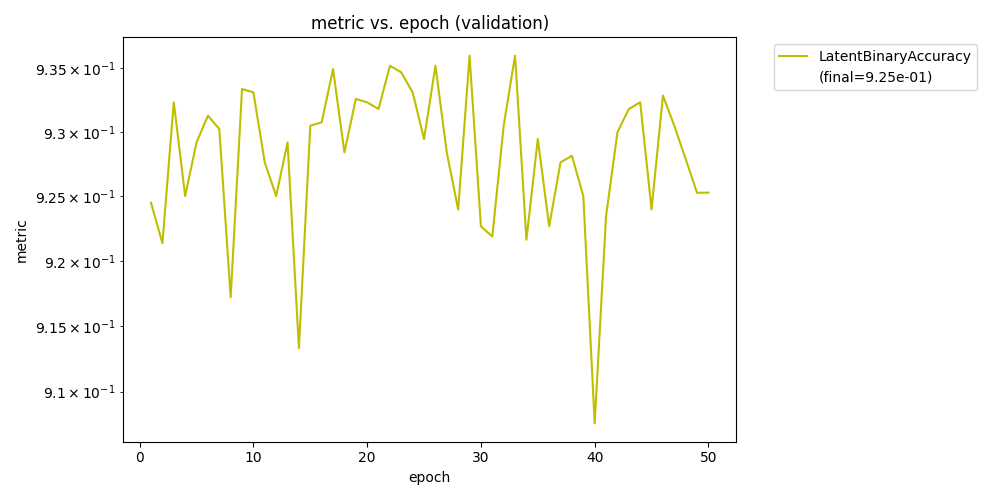 metric vs. epoch (validation)
LatentBinaryAccuracy
(final=9.25e-01)
9.35 × 10⁻¹
9.3 × 10⁻¹
9.25 × 10⁻¹
9.2 × 10⁻¹
9.15 × 10⁻¹
9.1 × 10⁻¹
metric
0 10 20 30 40 50
epoch